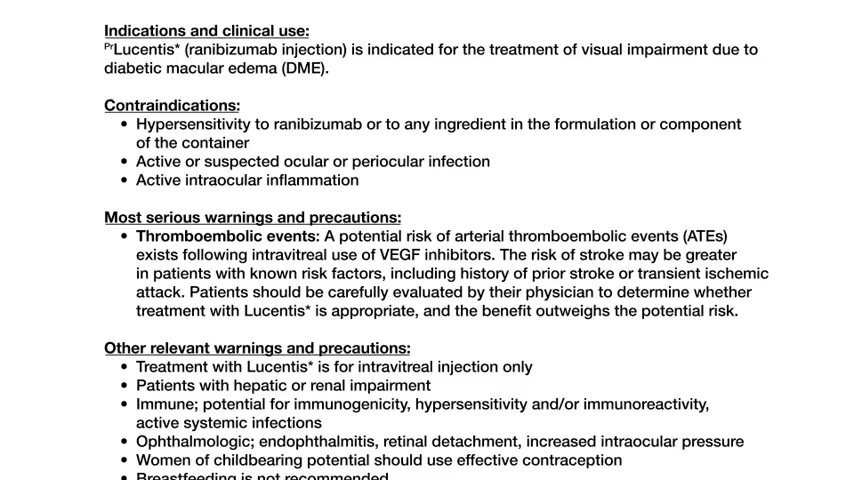 Indications and clinical use:
PrLucentis* (ranibizumab injection) is indicated for the treatment of visual impairment due to
diabetic macular edema (DME).
Contraindications:
• Hypersensitivity to ranibizumab or to any ingredient in the formulation or component
of the container
• Active or suspected ocular or periocular infection
• Active intraocular inflammation
Most serious warnings and precautions:
• Thromboembolic events: A potential risk of arterial thromboembolic events (ATEs)
exists following intravitreal use of VEGF inhibitors. The risk of stroke may be greater
in patients with known risk factors, including history of prior stroke or transient ischemic
attack. Patients should be carefully evaluated by their physician to determine whether
treatment with Lucentis* is appropriate, and the benefit outweighs the potential risk.
Other relevant warnings and precautions:
• Treatment with Lucentis* is for intravitreal injection only
• Patients with hepatic or renal impairment
• Immune; potential for immunogenicity, hypersensitivity and/or immunoreactivity,
active systemic infections
• Ophthalmologic; endophthalmitis, retinal detachment, increased intraocular pressure
• Women of childbearing potential should use effective contraception
• Breastfeeding is not recommended